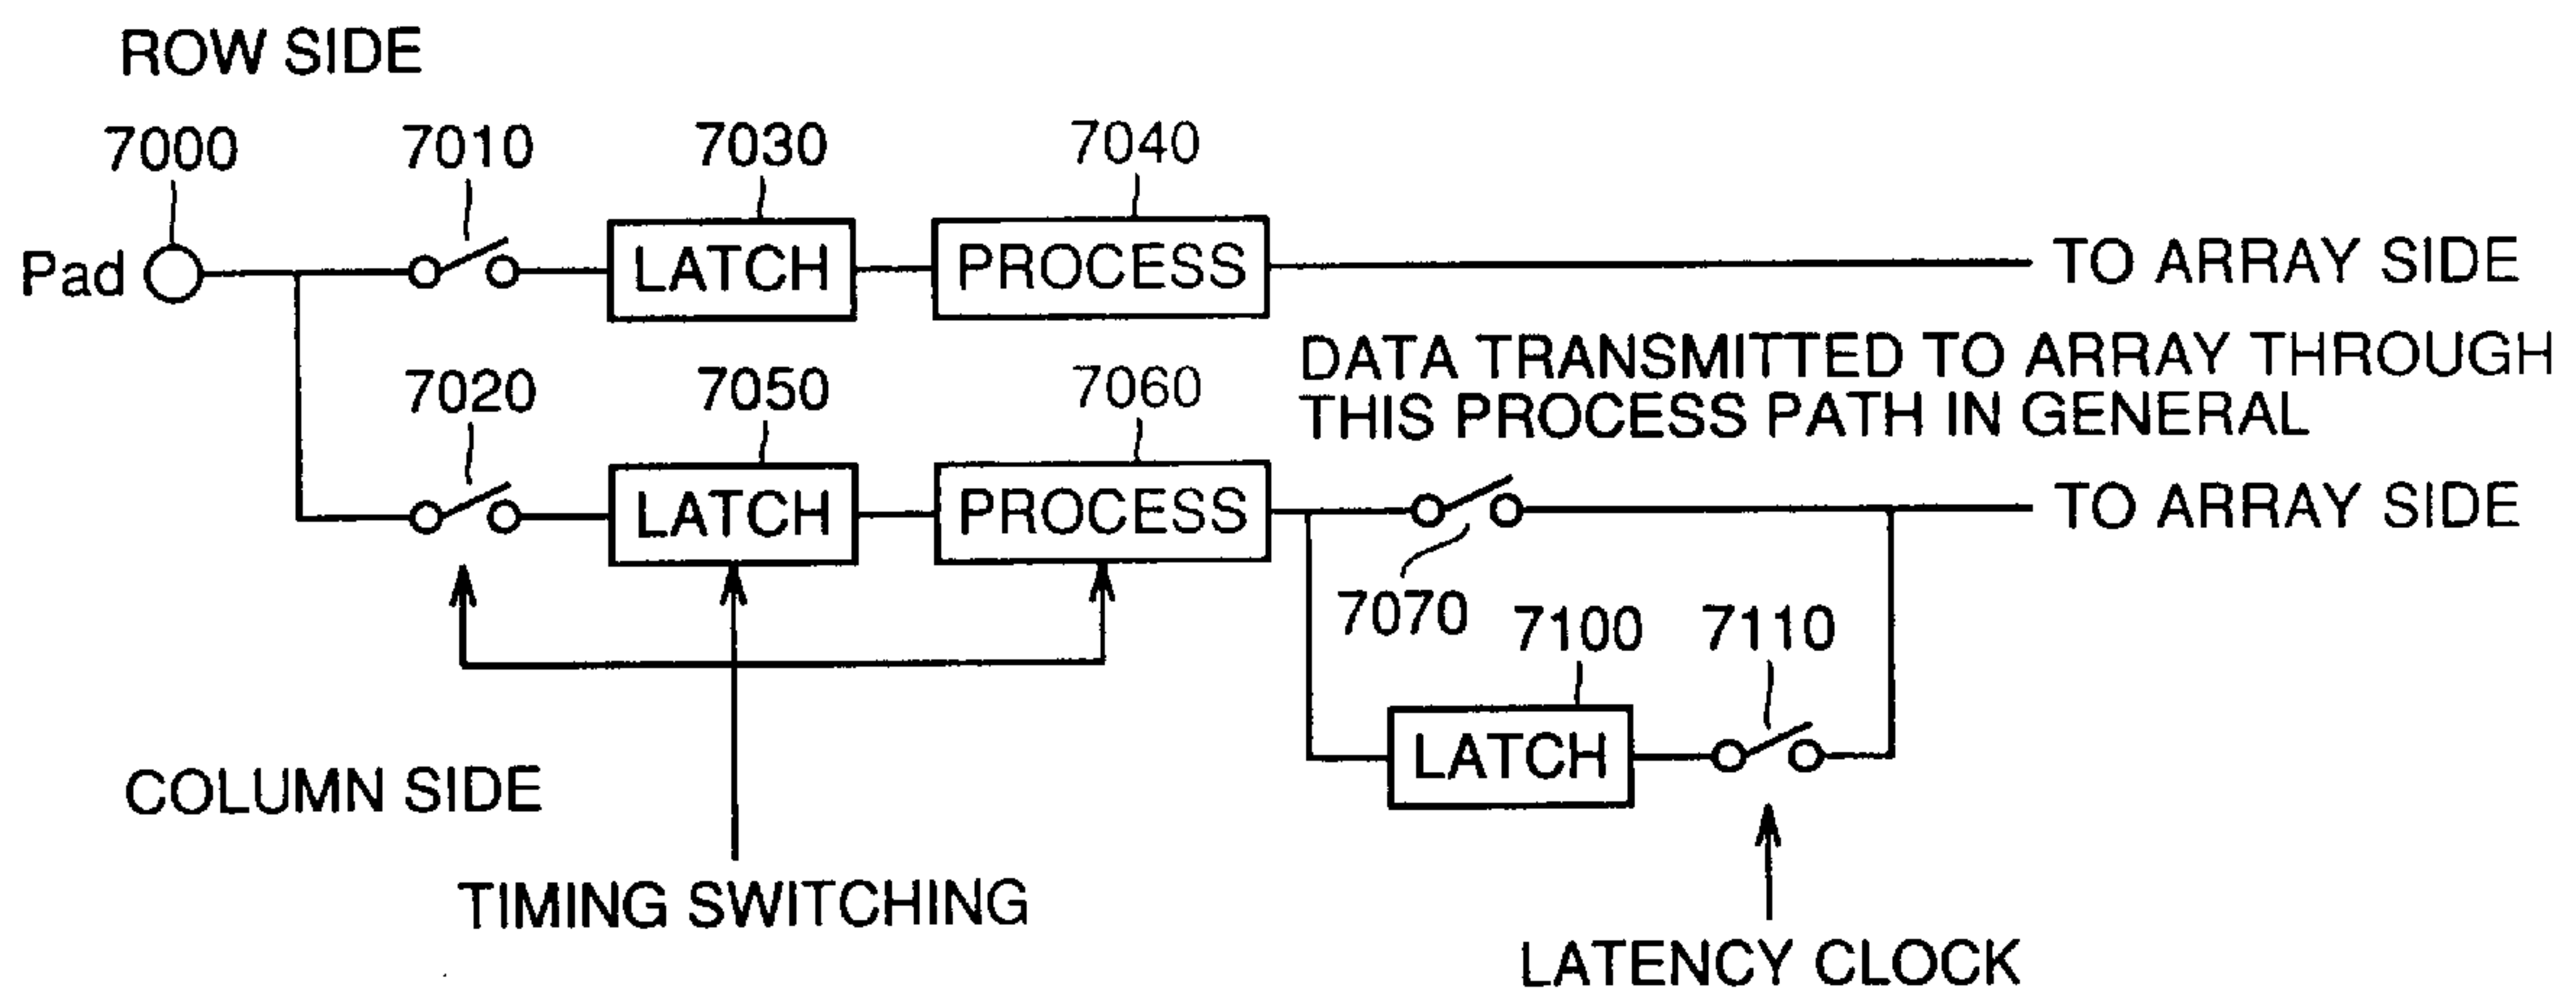 ROW SIDE
7000 7010 7030 7040
Pad LATCH PROCESS TO ARRAY SIDE
DATA TRANSMITTED TO ARRAY THROUGH
THIS PROCESS PATH IN GENERAL
7020 7050 7060
LATCH PROCESS TO ARRAY SIDE
7070 7100 7110
LATCH
COLUMN SIDE
TIMING SWITCHING
LATENCY CLOCK